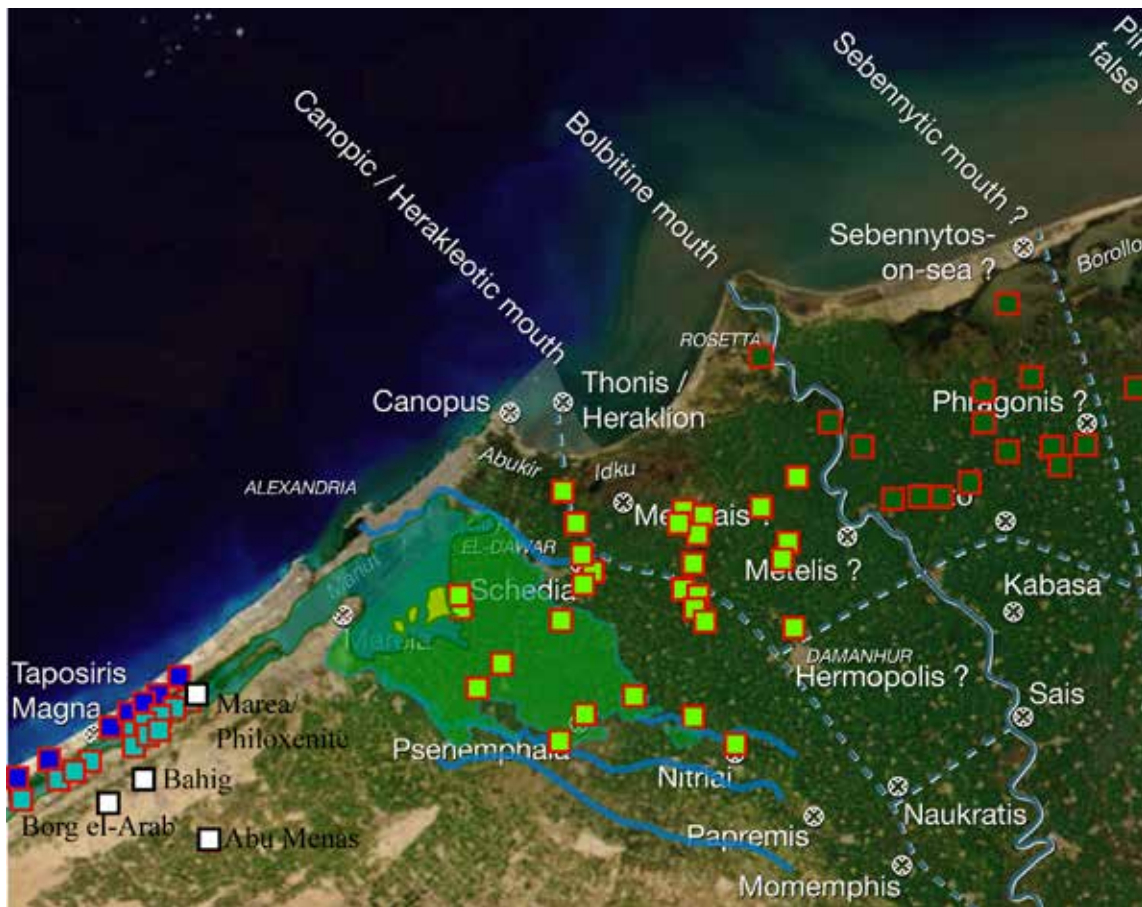 Canopic / Herakleotic mouth
Bolbitine mouth
Sebennytic mouth ?
false
Sebennytos-
on-sea ?
Borollo
ROSETTA
Canopus
Thonis /
Heraklion
Phragonis ?
Abukir
Idku
ALEXANDRIA
EL-DAWAR
Metelis ?
Schedia
Mariut
Kabasa
DAMANHUR
Hermopolis ?
Taposiris
Magna
Marea/
Philoxenite
Sais
Psenemphaia
Nitriai
Bahig
Borg el-Arab
Naukratis
Abu Menas
Papremis
Momemphis